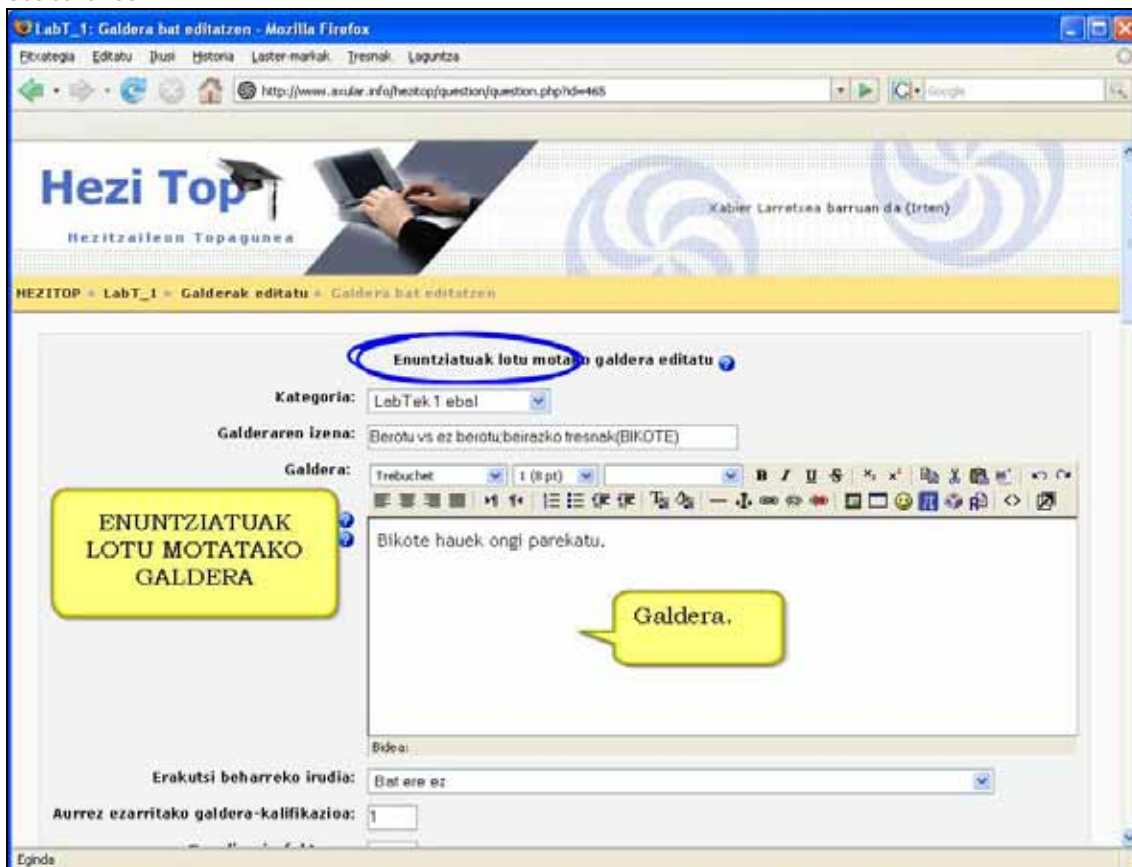 LabT_1: Galdera bat editatzen - Mozilla Firefox
Fitxategia Editatu Ikusi Historia Laster-markak Tresnak Laguntza
http://www.axular.info/hezitop/question/question.php?id=465
Google
Hezi Top
Hezitzaileon Topagunea
Xabier Larretxea barruan da (Irten)
HEZITOP » LabT_1 » Galderak editatu » Galdera bat editatzen
Enuntziatuak lotu motako galdera editatu
Kategoria: LabTek1 ebal
Galderaren izena: Berotu vs ez berotu;beirazko tresnak(BIKOTE)
Galdera:
Trebuchet 1 (8 pt)
ENUNTZIATUAK
LOTU MOTATAKO
GALDERA
Bikote hauek ongi parekatu.
Galdera.
Bidea:
Erakutsi beharreko irudia: Bat ere ez
Aurrez ezarritako galdera-kalifikazioa: 1
Eginda